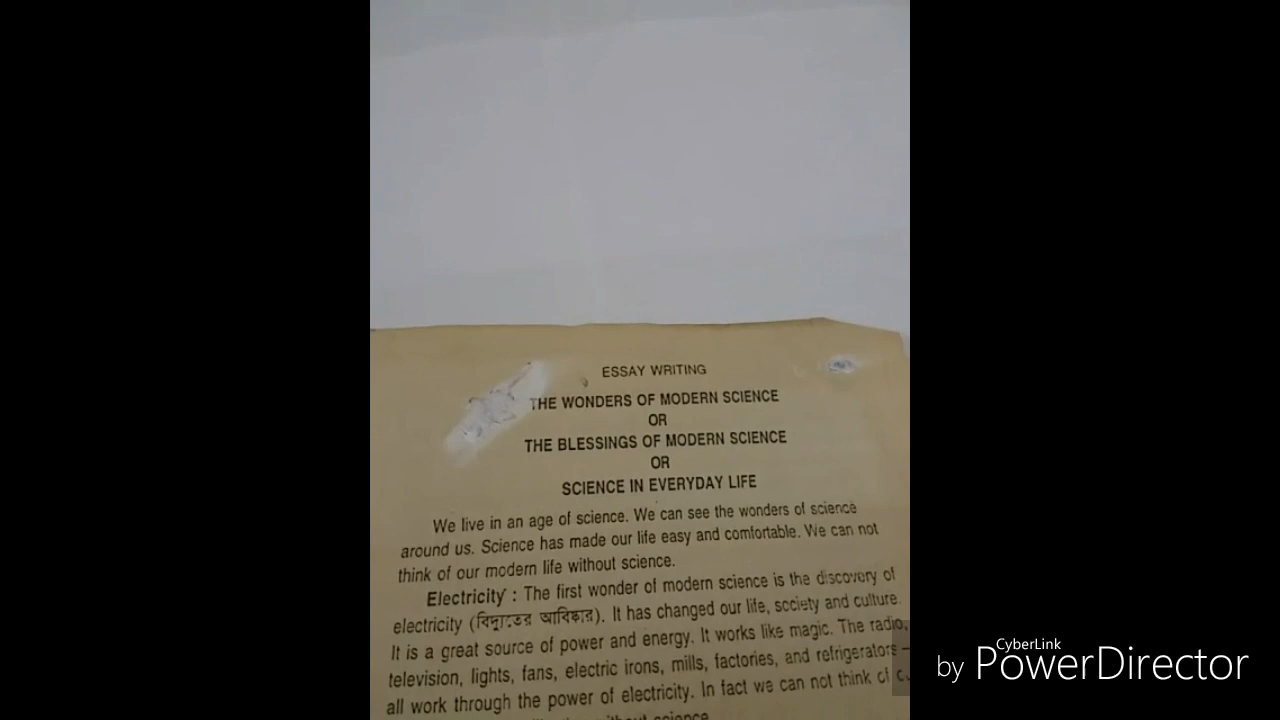 ESSAY WRITING
THE WONDERS OF MODERN SCIENCE
OR
THE BLESSINGS OF MODERN SCIENCE
OR
SCIENCE IN EVERYDAY LIFE
We live in an age of science. We can see the wonders of science
around us. Science has made our life easy and comfortable. We can not
think of our modern life without science.
Electricity : The first wonder of modern science is the discovery of
electricity (বিদ্যুতের আবিষ্কার). It has changed our life, society and culture.
It is a great source of power and energy. It works like magic. The radio,
television, lights, fans, electric irons, mills, factories, and refrigerators –
all work through the power of electricity. In fact we can not think of
without science
CyberLink
by PowerDirector